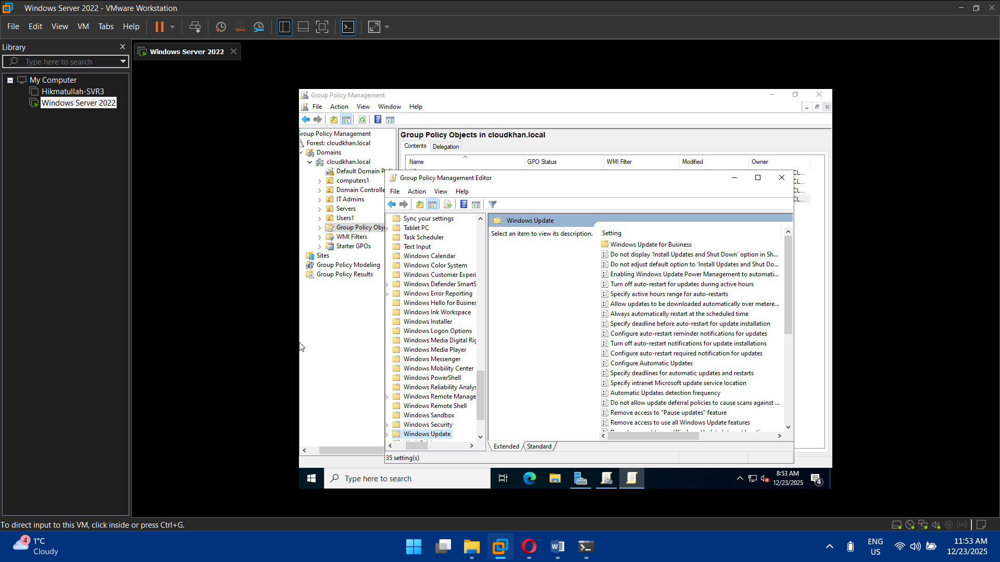 Windows Server 2022 - VMware Workstation
File Edit View VM Tabs Help
Library
Type here to search
My Computer
Hikmatullah-SVR3
Windows Server 2022
Windows Server 2022
Group Policy Management
File Action View Window Help
Group Policy Management
Forest: cloudkhan.local
Domains
cloudkhan.local
Default Domain
computers1
Domain Controlle
IT Admins
Servers
Users1
Group Policy Obj
WMI Filters
Starter GPOs
Sites
Group Policy Modeling
Group Policy Results
Group Policy Objects in cloudkhan.local
Contents Delegation
Name GPO Status WMI Filter Modified Owner
CL...
CL...
CL...
CL...
Group Policy Management Editor
File Action View Help
Sync your settings
Tablet PC
Task Scheduler
Text Input
Windows Calendar
Windows Color System
Windows Customer Experi
Windows Defender SmartS
Windows Error Reporting
Windows Hello for Busines
Windows Ink Workspace
Windows Installer
Windows Logon Options
Windows Media Digital Rig
Windows Media Player
Windows Messenger
Windows Mobility Center
Windows PowerShell
Windows Reliability Analys
Windows Remote Manage
Windows Remote Shell
Windows Sandbox
Windows Security
Windows Update
Windows Update
Select an item to view its description.
Setting
Windows Update for Business
Do not display 'Install Updates and Shut Down' option in Sh...
Do not adjust default option to 'Install Updates and Shut Do...
Enabling Windows Update Power Management to automati...
Turn off auto-restart for updates during active hours
Specify active hours range for auto-restarts
Allow updates to be downloaded automatically over metere...
Always automatically restart at the scheduled time
Specify deadline before auto-restart for update installation
Configure auto-restart reminder notifications for updates
Turn off auto-restart notifications for update installations
Configure auto-restart required notification for updates
Configure Automatic Updates
Specify deadlines for automatic updates and restarts
Specify intranet Microsoft update service location
Automatic Updates detection frequency
Do not allow update deferral policies to cause scans against ...
Remove access to "Pause updates" feature
Remove access to use all Windows Update features
Extended Standard
35 setting(s)
Type here to search
8:53 AM
12/23/2025
4
To direct input to this VM, click inside or press Ctrl+G.
4
1°C
Cloudy
ENG
US
11:53 AM
12/23/2025